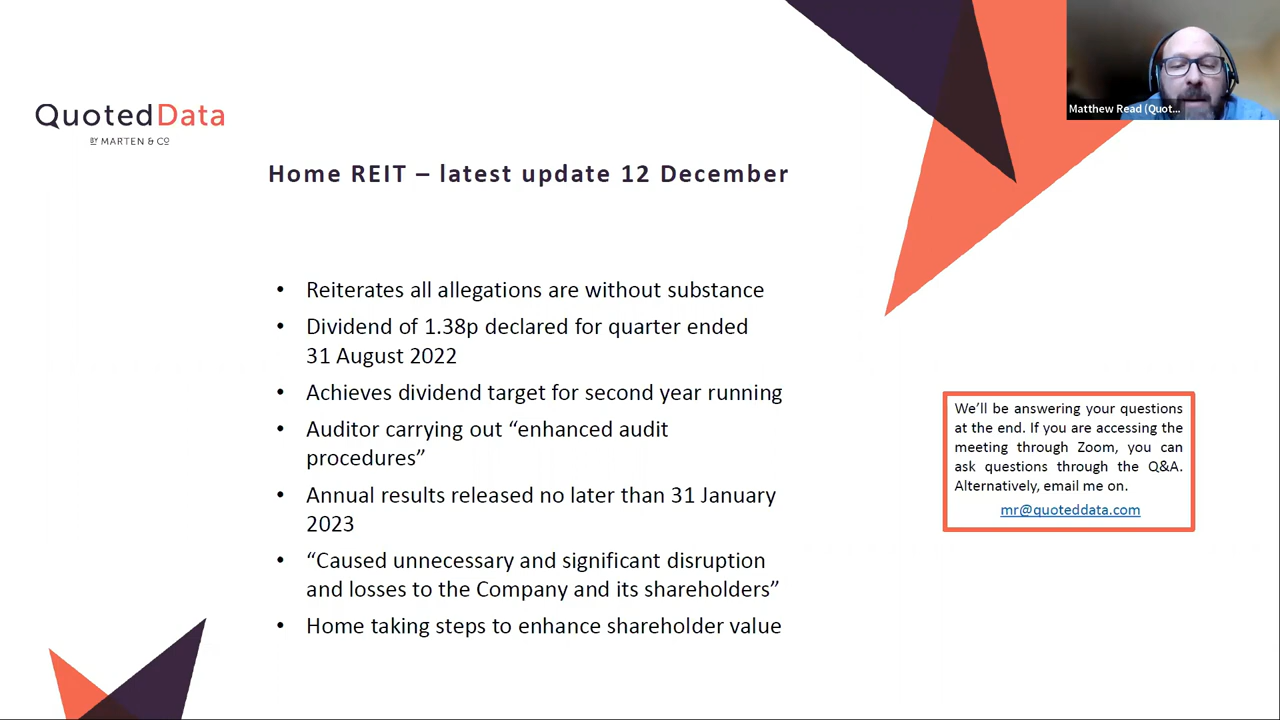 QuotedData
BY MARTEN & CO
Matthew Read (Quot...
Home REIT – latest update 12 December
• Reiterates all allegations are without substance
• Dividend of 1.38p declared for quarter ended
31 August 2022
• Achieves dividend target for second year running
• Auditor carrying out “enhanced audit
procedures”
• Annual results released no later than 31 January
2023
• “Caused unnecessary and significant disruption
and losses to the Company and its shareholders”
• Home taking steps to enhance shareholder value
We’ll be answering your questions
at the end. If you are accessing the
meeting through Zoom, you can
ask questions through the Q&A.
Alternatively, email me on.
mr@quoteddata.com